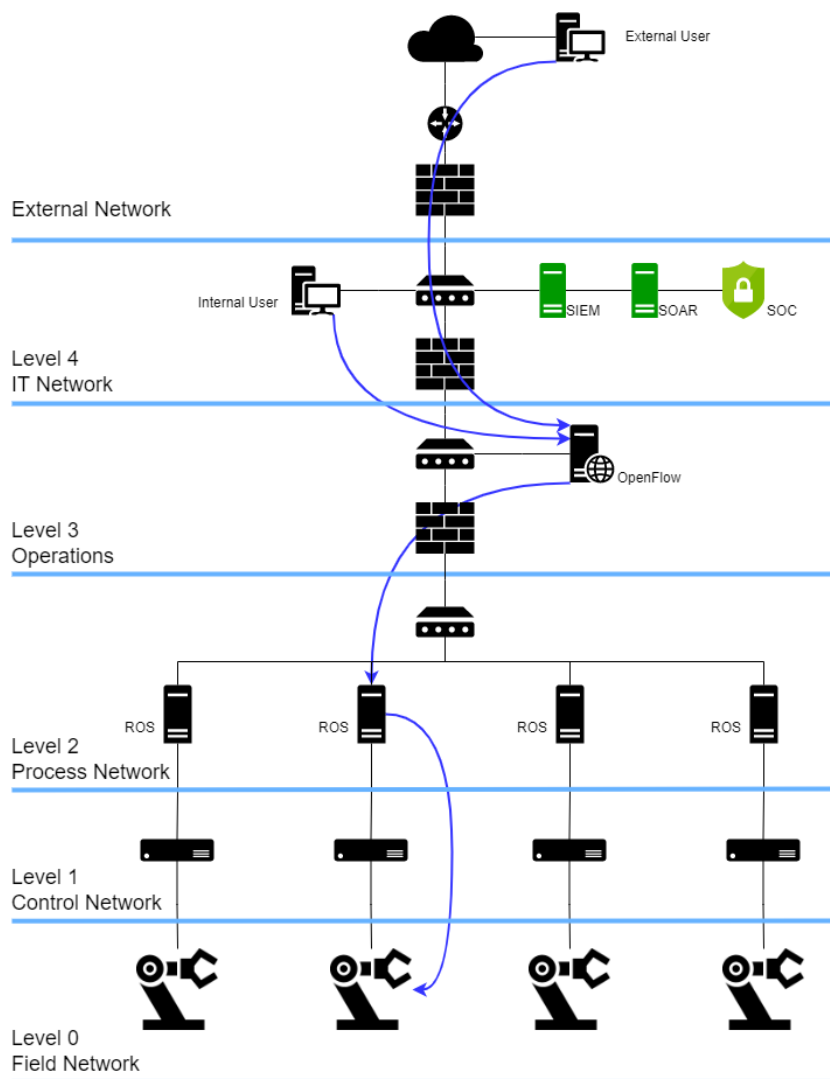 External User
External Network
Internal User
SIEM
SOAR
SOC
Level 4
IT Network
OpenFlow
Level 3
Operations
ROS
ROS
ROS
ROS
Level 2
Process Network
Level 1
Control Network
Level 0
Field Network